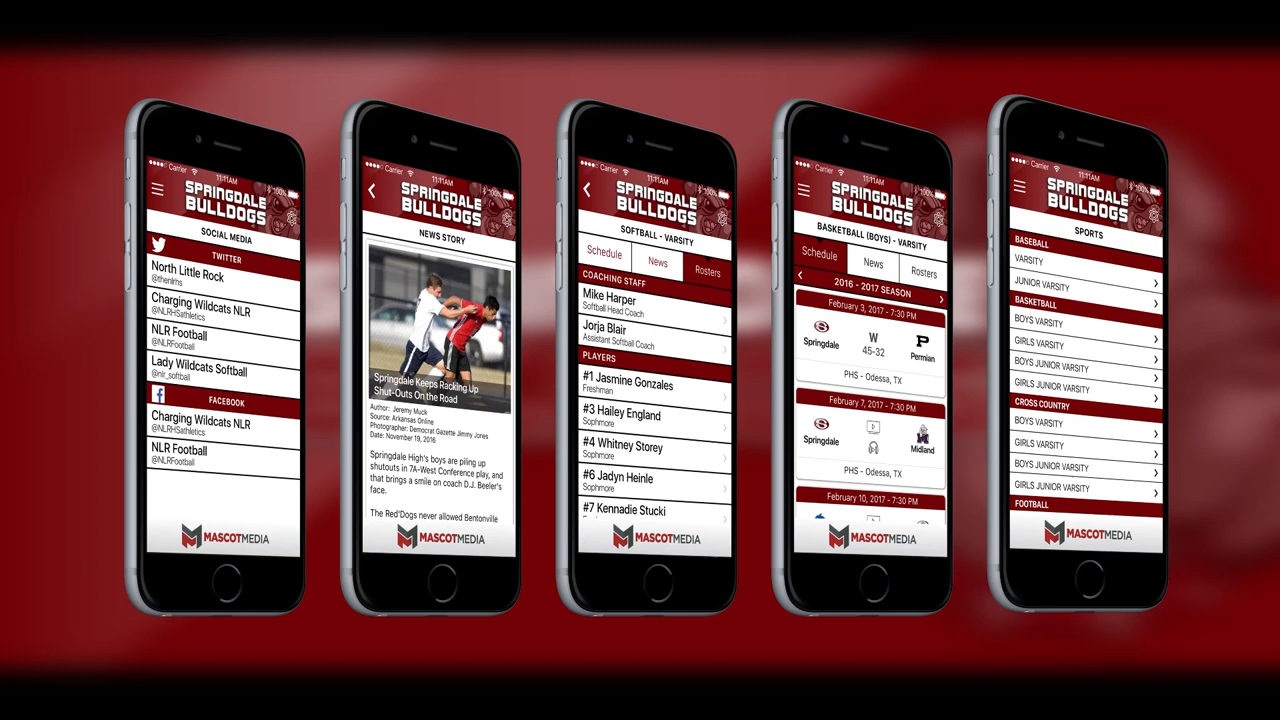 Carrier
11:11AM
100%
SPRINGDALE
BULLDOGS
SOCIAL MEDIA
TWITTER
North Little Rock
@thenlrhs
Charging Wildcats NLR
@NLRHSathletics
NLR Football
@NLRFootball
Lady Wildcats Softball
@nlr_softball
FACEBOOK
Charging Wildcats NLR
@NLRHSathletics
NLR Football
@NLRFootball
MASCOTMEDIA
Carrier
11:11AM
100%
SPRINGDALE
BULLDOGS
NEWS STORY
Springdale Keeps Racking Up
Shut-Outs On the Road
Author: Jeremy Muck
Source: Arkansas Online
Photographer: Democrat Gazette Jimmy Jones
Date: November 19, 2016
Springdale High's boys are piling up
shutouts in 7A-West Conference play, and
that brings a smile on coach D.J. Beeler's
face.
The Red'Dogs never allowed Bentonville
MASCOTMEDIA
Carrier
11:11AM
100%
SPRINGDALE
BULLDOGS
SOFTBALL - VARSITY
Schedule News Rosters
COACHING STAFF
Mike Harper
Softball Head Coach
Jorja Blair
Assistant Softball Coach
PLAYERS
#1 Jasmine Gonzales
Freshman
#3 Hailey England
Sophmore
#4 Whitney Storey
Sophmore
#6 Jadyn Heinle
Sophmore
#7 Kennadie Stucki
MASCOTMEDIA
Carrier
11:11AM
100%
SPRINGDALE
BULLDOGS
BASKETBALL (BOYS) - VARSITY
Schedule News Rosters
2016 - 2017 SEASON
February 3, 2017 - 7:30 PM
S W P
Springdale 45-32 Permian
PHS - Odessa, TX
February 7, 2017 - 7:30 PM
S
Springdale Midland
PHS - Odessa, TX
February 10, 2017 - 7:30 PM
MASCOTMEDIA
Carrier
11:11AM
100%
SPRINGDALE
BULLDOGS
SPORTS
BASEBALL
VARSITY
JUNIOR VARSITY
BASKETBALL
BOYS VARSITY
GIRLS VARSITY
BOYS JUNIOR VARSITY
GIRLS JUNIOR VARSITY
CROSS COUNTRY
BOYS VARSITY
GIRLS VARSITY
BOYS JUNIOR VARSITY
GIRLS JUNIOR VARSITY
FOOTBALL
MASCOTMEDIA